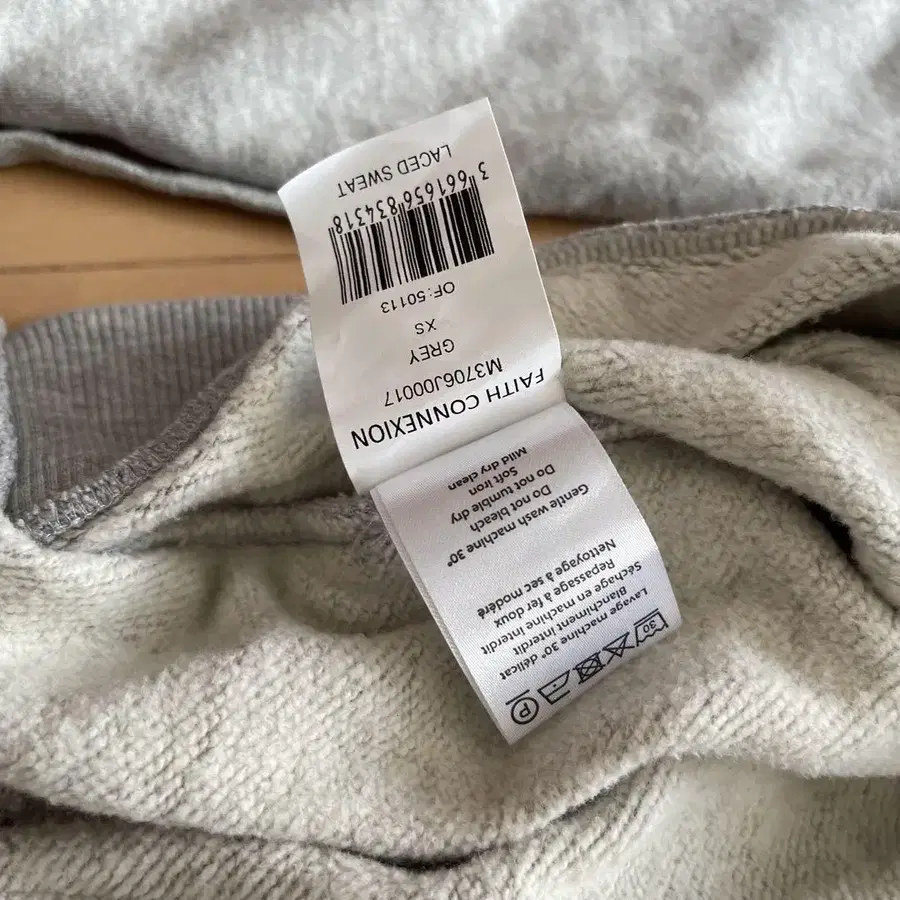 FAITH CONNEXION
M3706J00017
GREY
XS
OF:50113
3 661656 834318
LACED SWEAT
30 P
Lavage machine 30° délicat
Blanchiment interdit
Séchage en machine interdit
Repassage à fer doux
Nettoyage à sec modéré
Gentle wash machine 30°
Do not bleach
Do not tumble dry
Soft iron
Mild dry clean